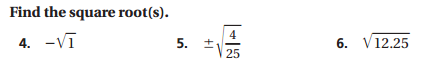 Find the square root(s).
4. −√1 5. ±√(4/25) 6. √12.25